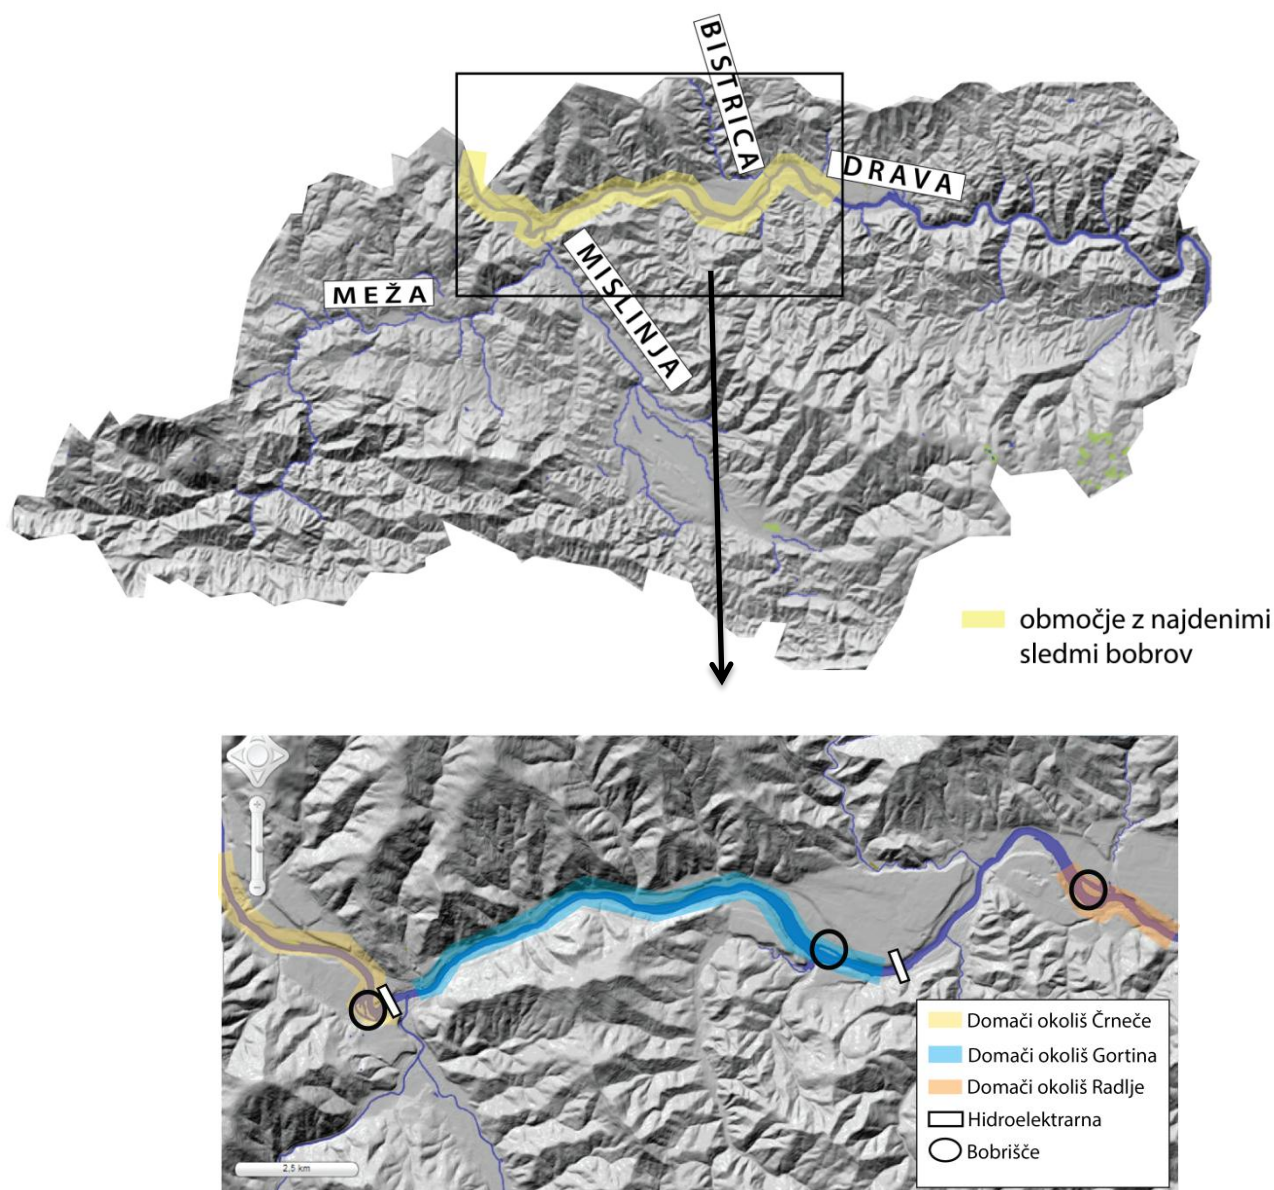 BISTRICA
DRAVA
MISLINJA
MEŽA
območje z najdenimi
sledmi bobrov
Domači okoliš Črneče
Domači okoliš Gortina
Domači okoliš Radlje
Hidroelektrarna
Bobrišče
2,5 km